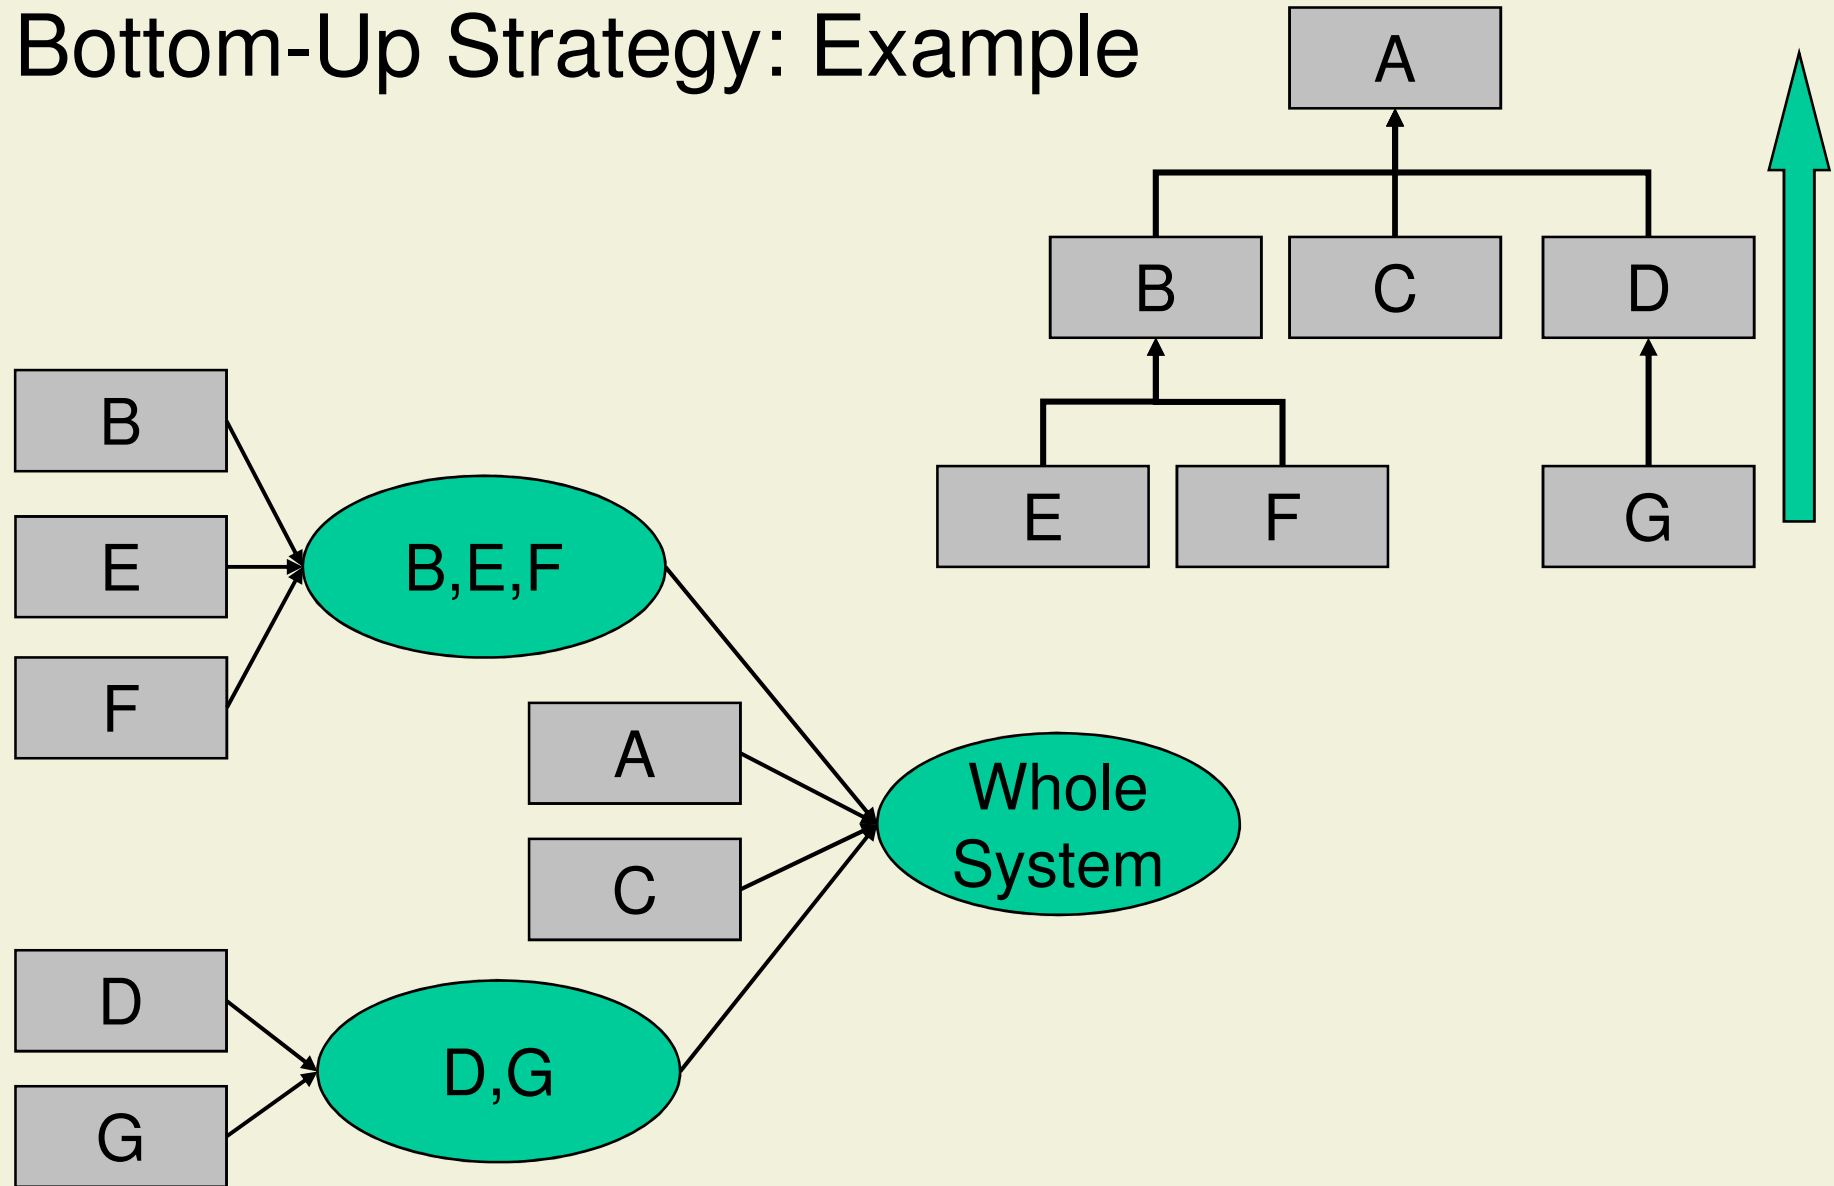 Bottom-Up Strategy: Example
A
B
C
D
E
F
G
B
E
F
B,E,F
A
C
Whole
System
D
G
D,G